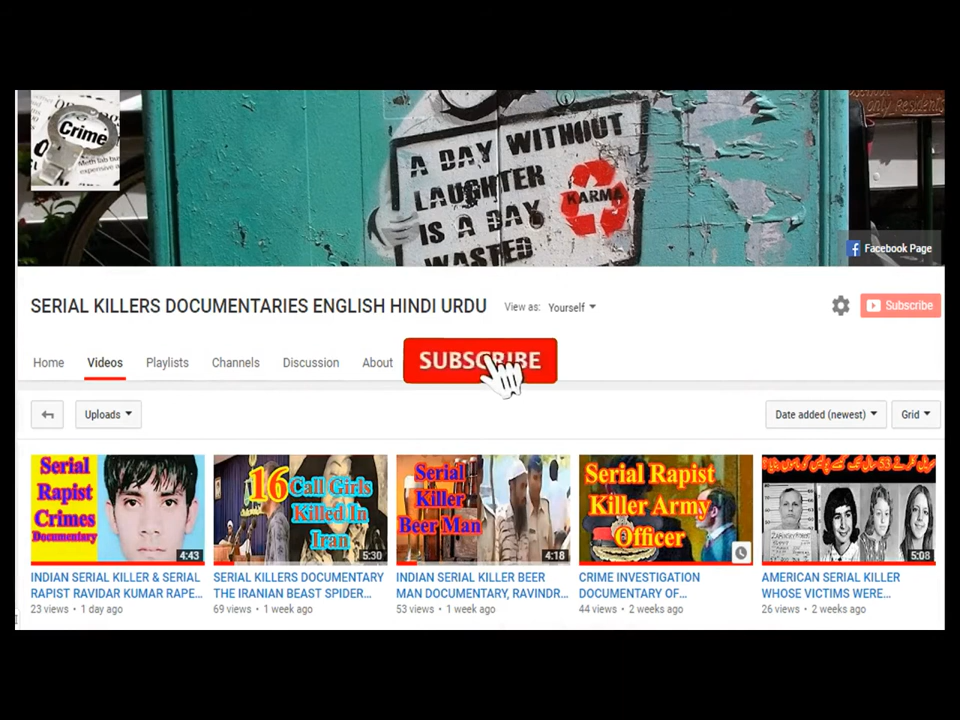 Crime
Meth lab bu
expensive a
A DAY WITHOUT
LAUGHTER
IS A DAY
WASTED
KARMA
only Residents
Facebook Page
SERIAL KILLERS DOCUMENTARIES ENGLISH HINDI URDU
View as: Yourself
Subscribe
Home
Videos
Playlists
Channels
Discussion
About
SUBSCRIBE
Uploads
Date added (newest)
Grid
Serial
Rapist
Crimes
Documentary
4:43
16 Call Girls
Killed In
Iran
5:30
Serial
Killer
Beer Man
4:18
Serial Rapist
Killer Army
Officer
5:08
INDIAN SERIAL KILLER & SERIAL
RAPIST RAVIDAR KUMAR RAPE...
23 views • 1 day ago
SERIAL KILLERS DOCUMENTARY
THE IRANIAN BEAST SPIDER...
69 views • 1 week ago
INDIAN SERIAL KILLER BEER
MAN DOCUMENTARY, RAVINDR...
53 views • 1 week ago
CRIME INVESTIGATION
DOCUMENTARY OF...
44 views • 2 weeks ago
AMERICAN SERIAL KILLER
WHOSE VICTIMS WERE...
26 views • 2 weeks ago